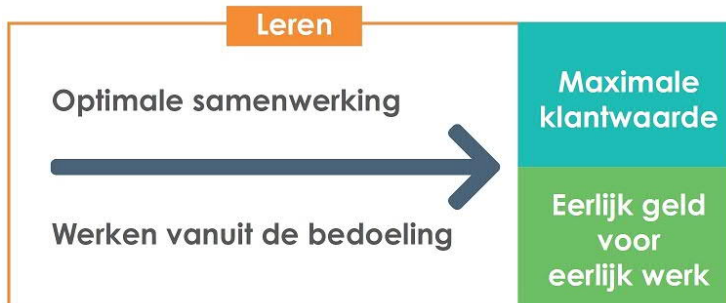 Leren
Optimale samenwerking
Werken vanuit de bedoeling
Maximale
klantwaarde
Eerlijk geld
voor
eerlijk werk